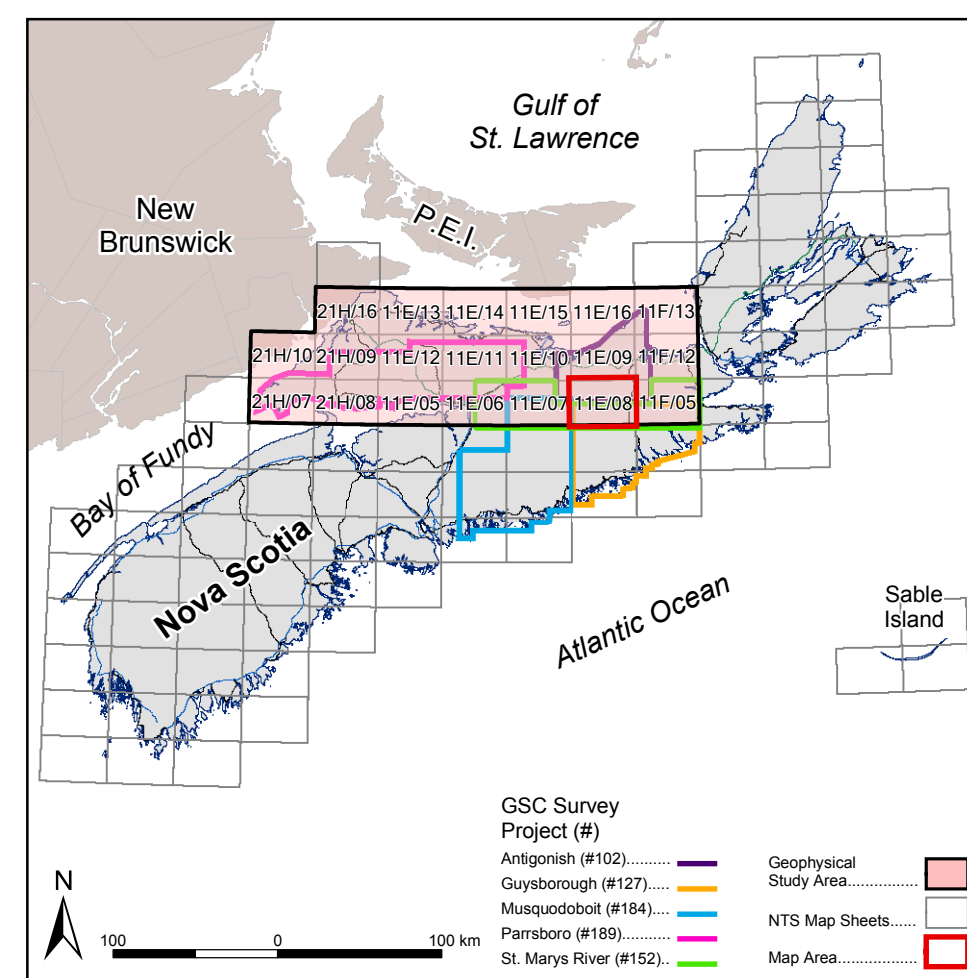 Gulf of
St. Lawrence
New
Brunswick
P.E.I.
21H/16 11E/13 11E/14 11E/15 11E/16 11F/13
21H/10 21H/09 11E/12 11E/11 11E/10 11E/09 11F/12
21H/07 21H/08 11E/05 11E/06 11E/07 11E/08 11F/05
Bay of Fundy
Nova Scotia
Atlantic Ocean
Sable
Island
GSC Survey
Project (#)
Antigonish (#102)..........
Guysborough (#127).....
Musquodoboit (#184)....
Parrsboro (#189)...........
St. Marys River (#152)..
Geophysical
Study Area................
NTS Map Sheets......
Map Area..................
N
100 0 100 km